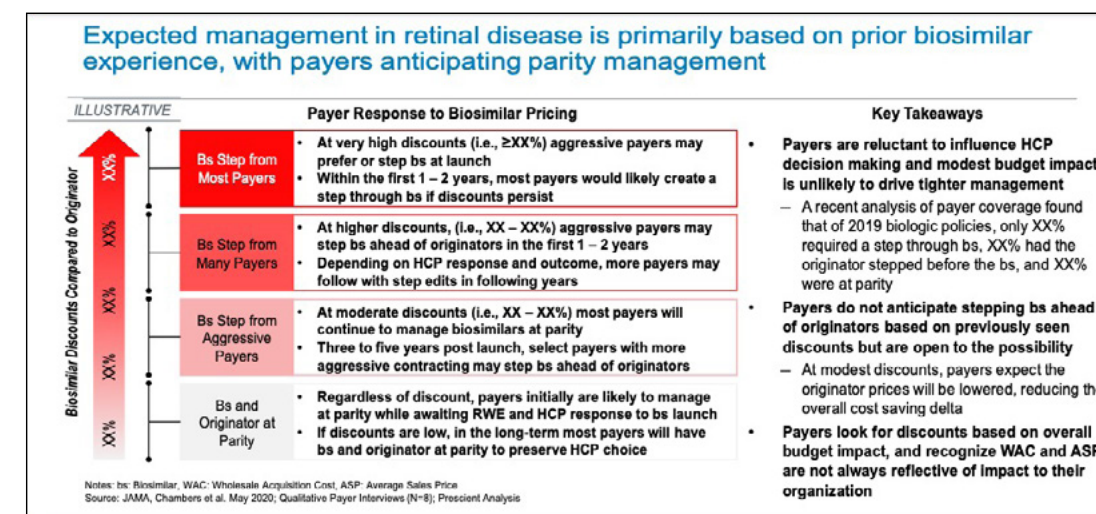 Expected management in retinal disease is primarily based on prior biosimilar
experience, with payers anticipating parity management
ILLUSTRATIVE
Payer Response to Biosimilar Pricing
Biosimilar Discounts Compared to Originator
XX%
XX%
XX%
XX%
XX%
Bs Step from
Most Payers
• At very high discounts (i.e., ≥XX%) aggressive payers may
prefer or step bs at launch
• Within the first 1 – 2 years, most payers would likely create a
step through bs if discounts persist
Bs Step from
Many Payers
• At higher discounts, (i.e., XX – XX%) aggressive payers may
step bs ahead of originators in the first 1 – 2 years
• Depending on HCP response and outcome, more payers may
follow with step edits in following years
Bs Step from
Aggressive
Payers
• At moderate discounts (i.e., XX – XX%) most payers will
continue to manage biosimilars at parity
• Three to five years post launch, select payers with more
aggressive contracting may step bs ahead of originators
Bs and
Originator at
Parity
• Regardless of discount, payers initially are likely to manage
at parity while awaiting RWE and HCP response to bs launch
• If discounts are low, in the long-term most payers will have
bs and originator at parity to preserve HCP choice
Key Takeaways
• Payers are reluctant to influence HCP
decision making and modest budget impact
is unlikely to drive tighter management
– A recent analysis of payer coverage found
that of 2019 biologic policies, only XX%
required a step through bs, XX% had the
originator stepped before the bs, and XX%
were at parity
• Payers do not anticipate stepping bs ahead
of originators based on previously seen
discounts but are open to the possibility
– At modest discounts, payers expect the
originator prices will be lowered, reducing th
overall cost saving delta
• Payers look for discounts based on overall
budget impact, and recognize WAC and ASP
are not always reflective of impact to their
organization
Notes: bs: Biosimilar, WAC: Wholesale Acquisition Cost, ASP: Average Sales Price
Source: JAMA, Chambers et al. May 2020; Qualitative Payer Interviews (N=8); Prescient Analysis